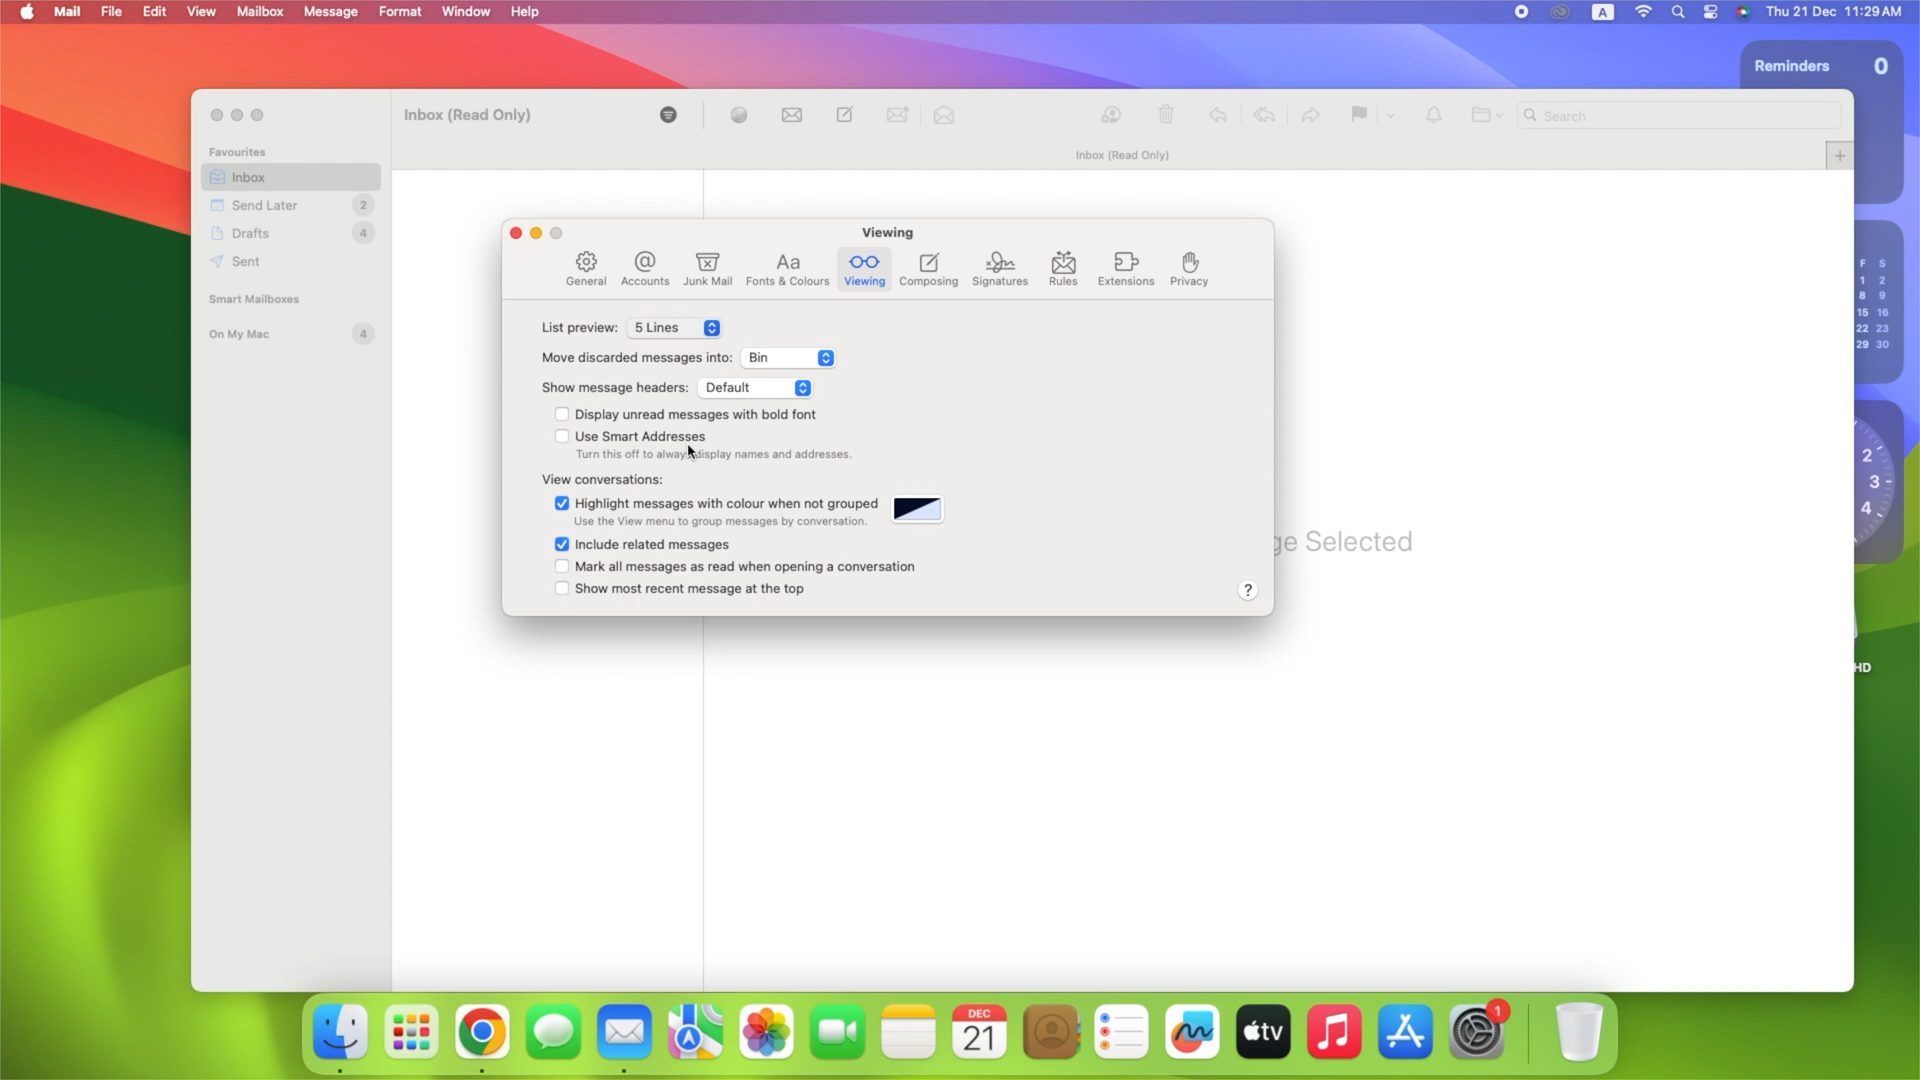 Mail File Edit View Mailbox Message Format Window Help A Thu 21 Dec 11:29 AM
Reminders 0
Inbox (Read Only)
Search
Inbox (Read Only)
Favourites
Inbox
Send Later 2
Drafts 4
Sent
Smart Mailboxes
On My Mac 4
Viewing
General Accounts Junk Mail Fonts & Colours Viewing Composing Signatures Rules Extensions Privacy
List preview: 5 Lines
Move discarded messages into: Bin
Show message headers: Default
Display unread messages with bold font
Use Smart Addresses
Turn this off to always display names and addresses.
View conversations:
Highlight messages with colour when not grouped
Use the View menu to group messages by conversation.
Include related messages
Mark all messages as read when opening a conversation
Show most recent message at the top
?
Selected
F S
1 2
8 9
15 16
22 23
29 30
2
3
4
HD
DEC
21
tv
1